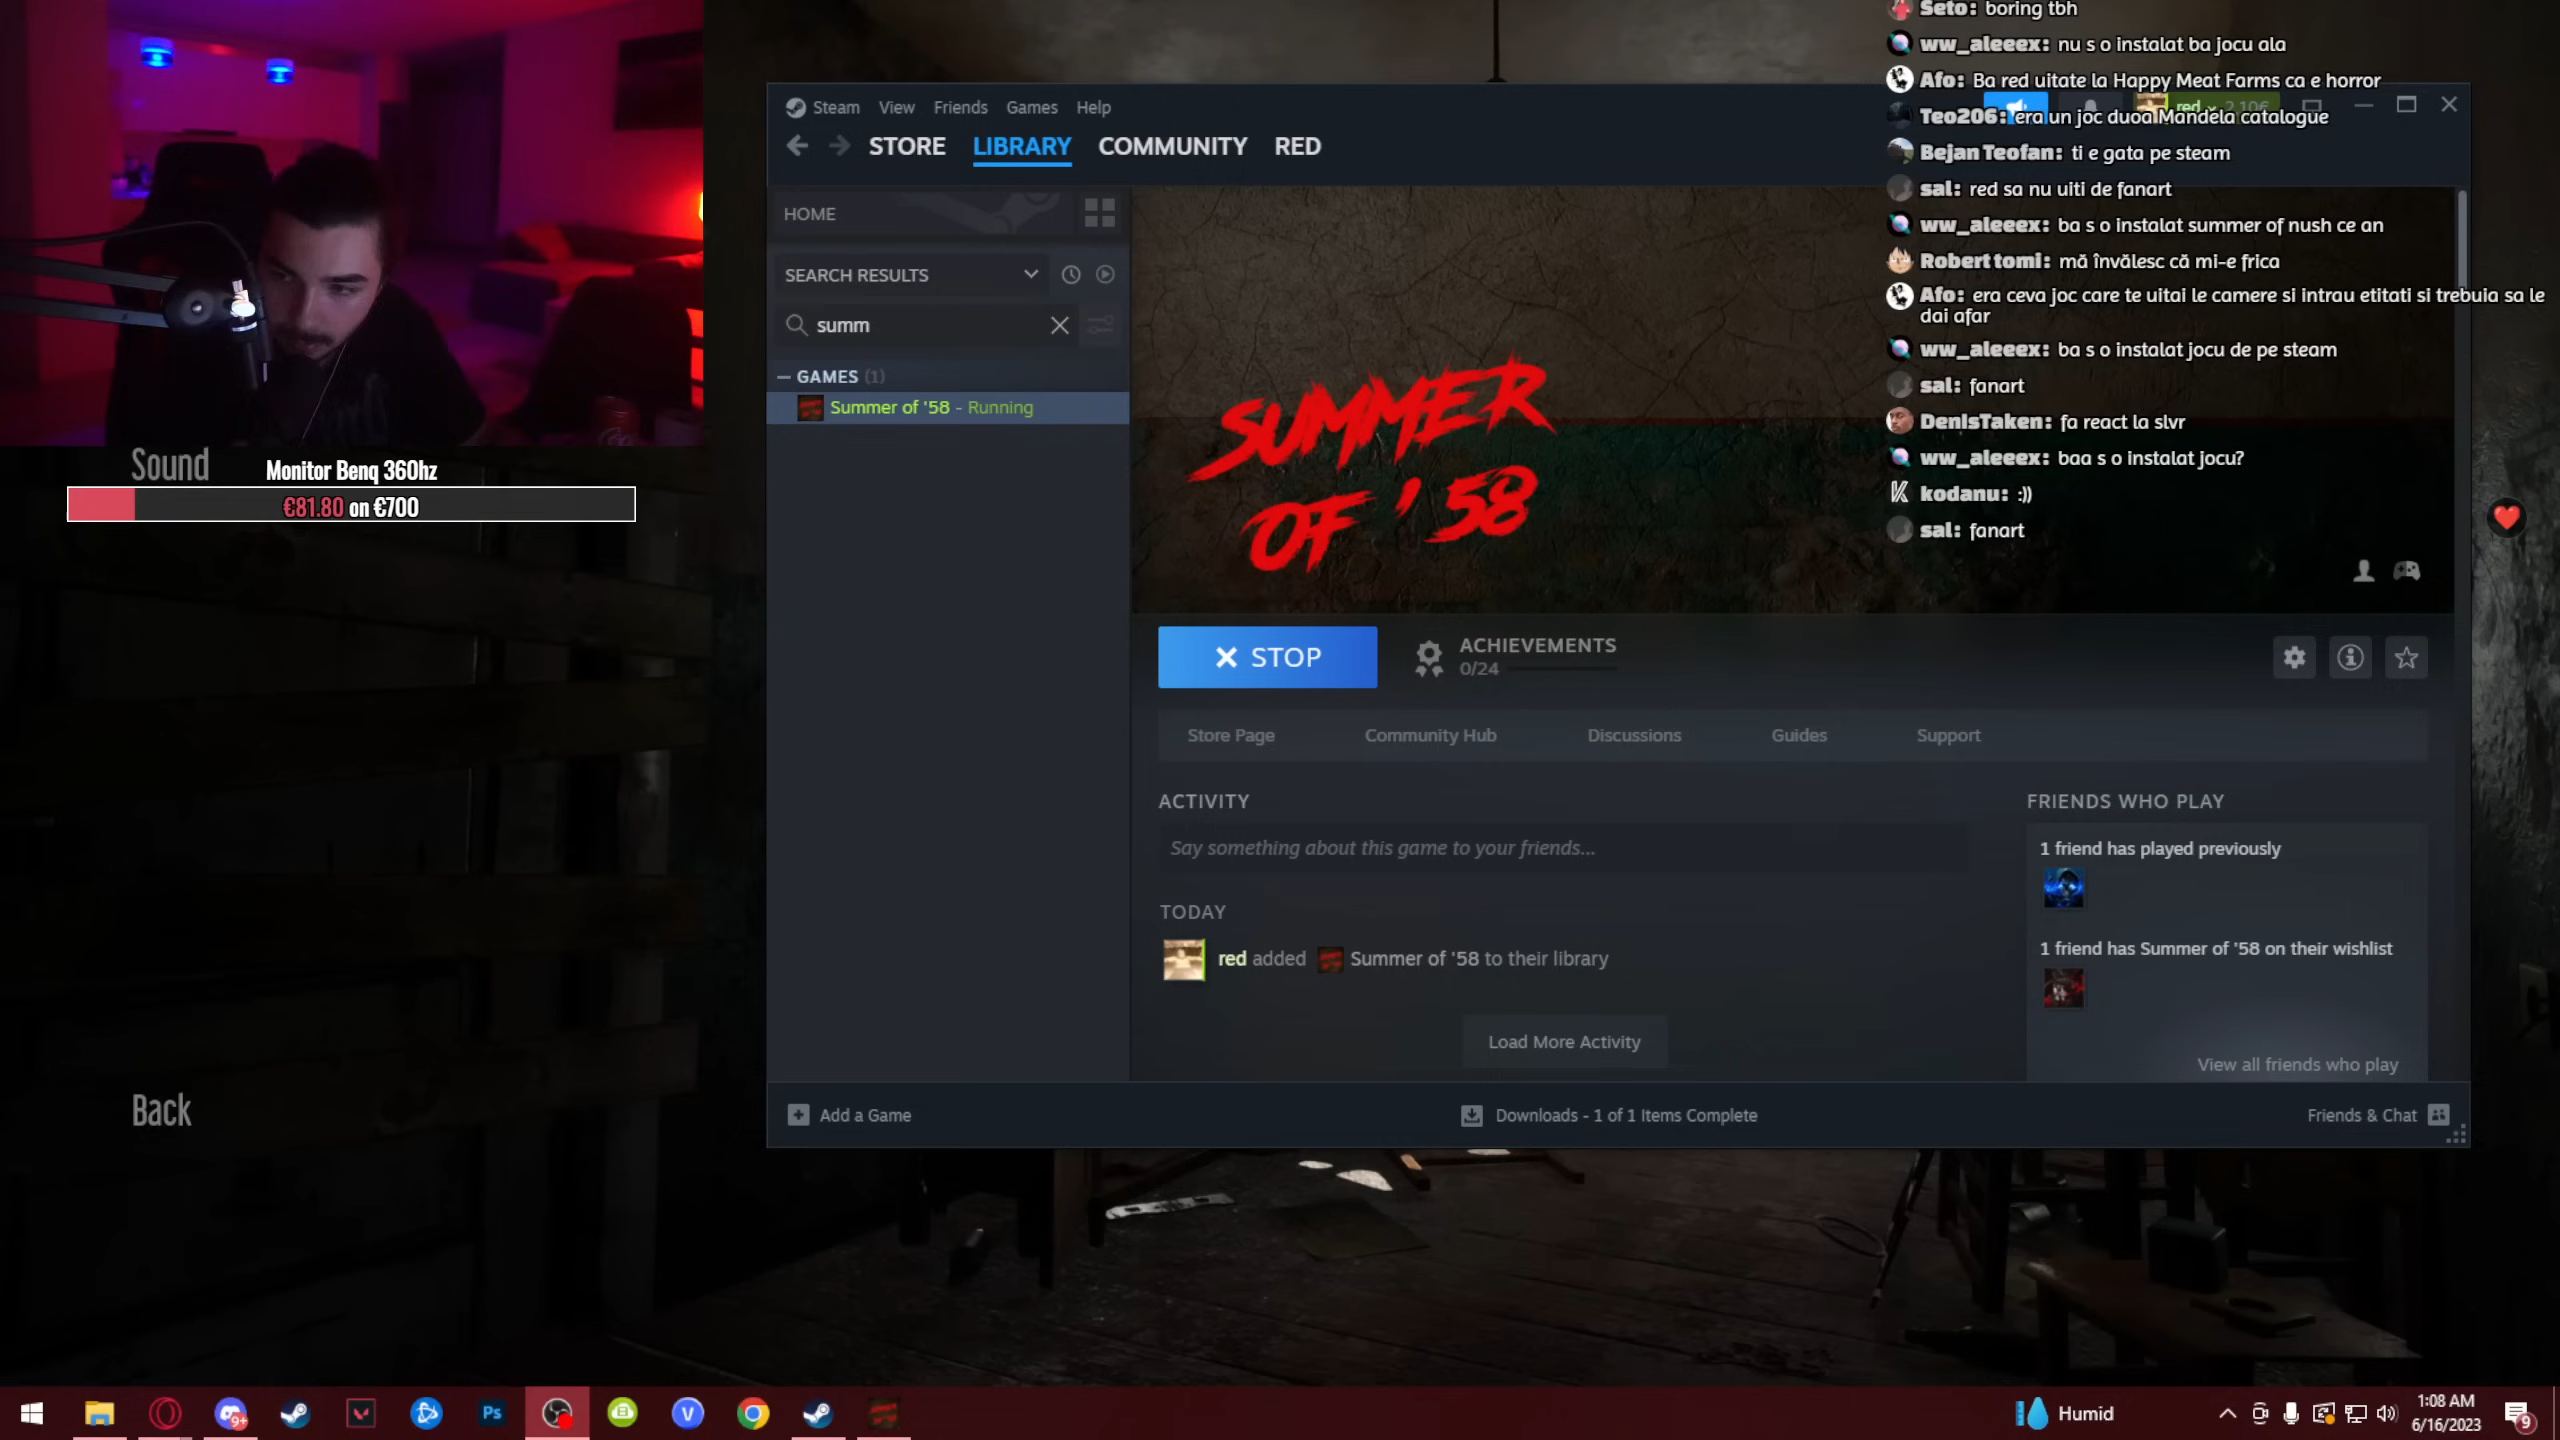 Seto: boring tbh
ww_aleeex: nu s o instalat ba jocu ala
Afo: Ba red uitate la Happy Meat Farms ca e horror
Teo206: era un joc duoa Mandela catalogue
Bejan Teofan: ti e gata pe steam
sal: red sa nu uiti de fanart
ww_aleeex: ba s o instalat summer of nush ce an
Robert tomi: mă învălesc că mi-e frica
Afo: era ceva joc care te uitai le camere si intrau etitati si trebuia sa le
dai afar
ww_aleeex: ba s o instalat jocu de pe steam
sal: fanart
DenIsTaken: fa react la slvr
ww_aleeex: baa s o instalat jocu?
kodanu: :))
sal: fanart
Steam View Friends Games Help
red 2,10€
STORE LIBRARY COMMUNITY RED
HOME
SEARCH RESULTS
summ
GAMES (1)
Summer of '58 - Running
SUMMER
OF '58
Sound
Monitor Benq 360hz
€81.80 on €700
STOP
ACHIEVEMENTS
0/24
Store Page Community Hub Discussions Guides Support
ACTIVITY
Say something about this game to your friends...
TODAY
red added Summer of '58 to their library
Load More Activity
FRIENDS WHO PLAY
1 friend has played previously
1 friend has Summer of '58 on their wishlist
View all friends who play
Back
Add a Game
Downloads - 1 of 1 Items Complete
Friends & Chat
9+
Ps
V
Humid
1:08 AM
6/16/2023
9